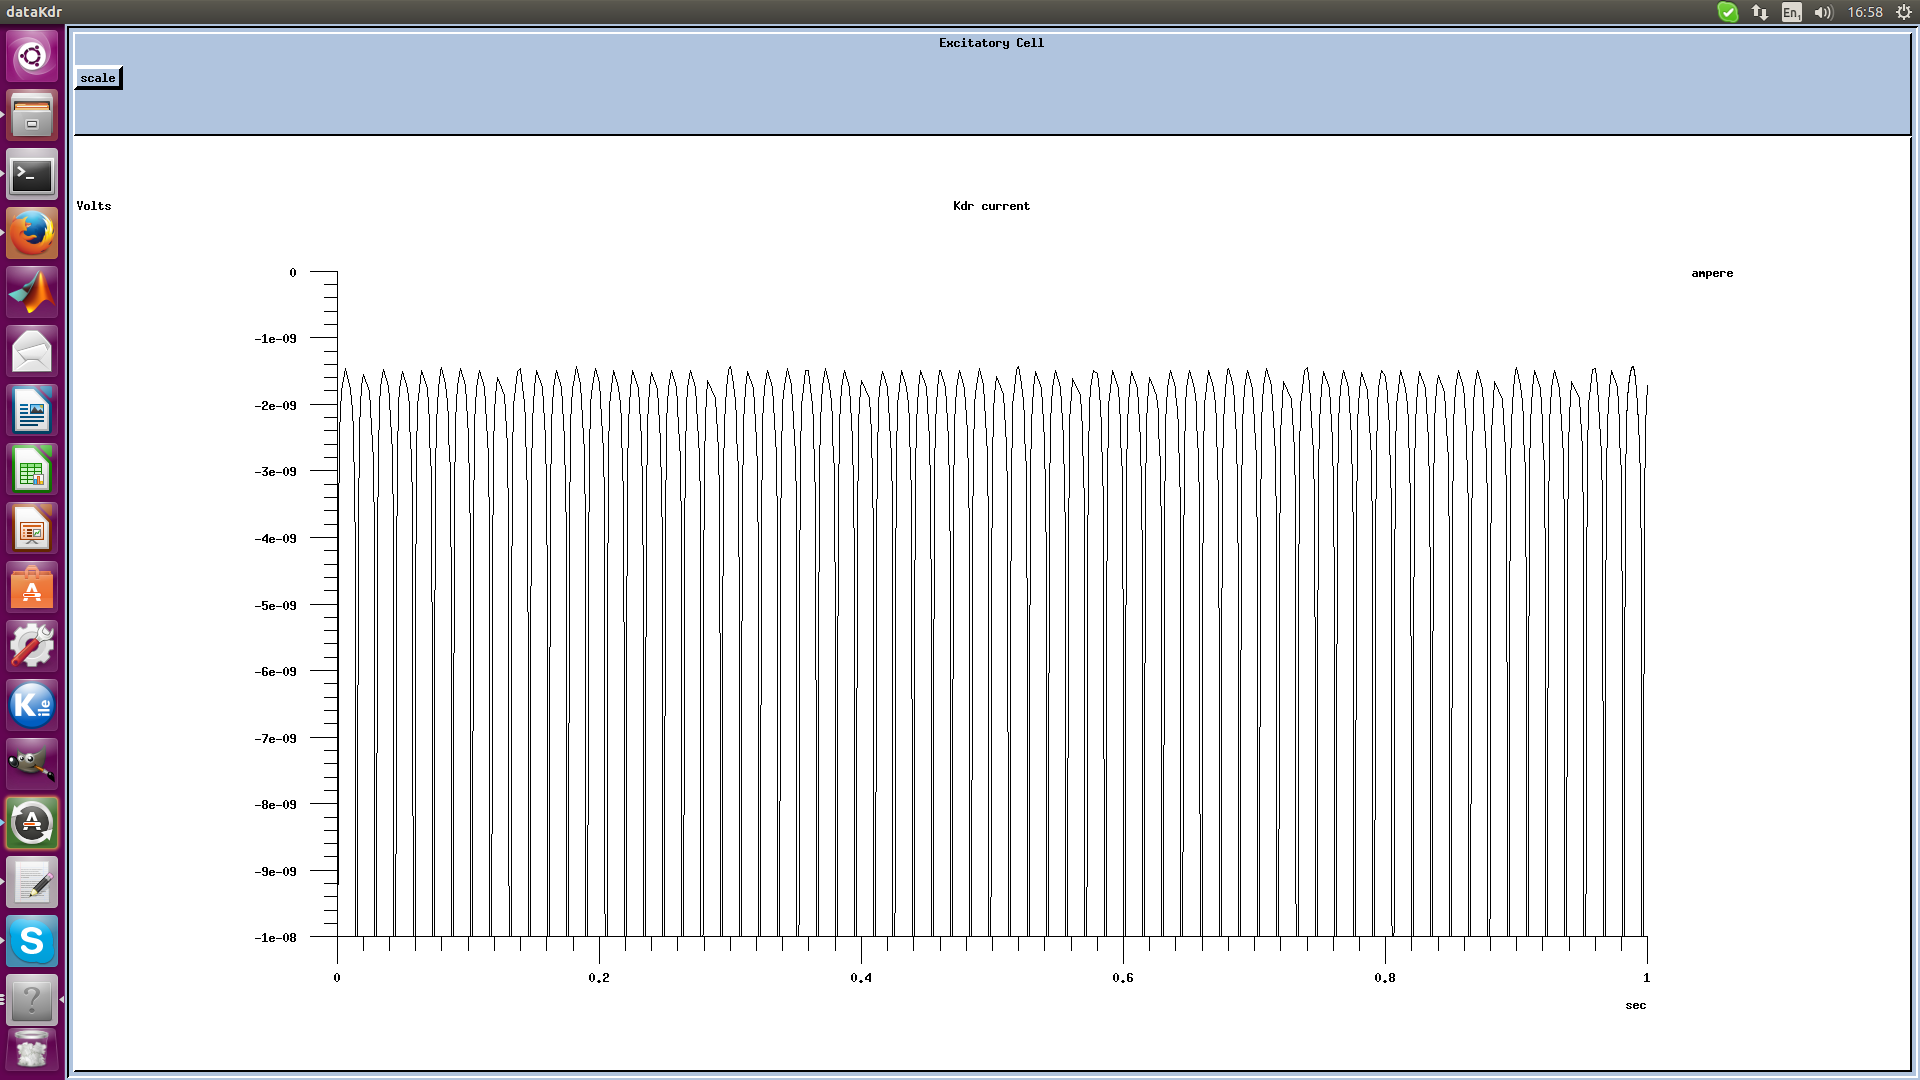 dataKdr
En1
16:58
Excitatory Cell
scale
Volts
Kdr current
ampere
0
-1e-09
-2e-09
-3e-09
-4e-09
-5e-09
-6e-09
-7e-09
-8e-09
-9e-09
-1e-08
0 0.2 0.4 0.6 0.8 1
sec
>_
K ile
A
A
S
?